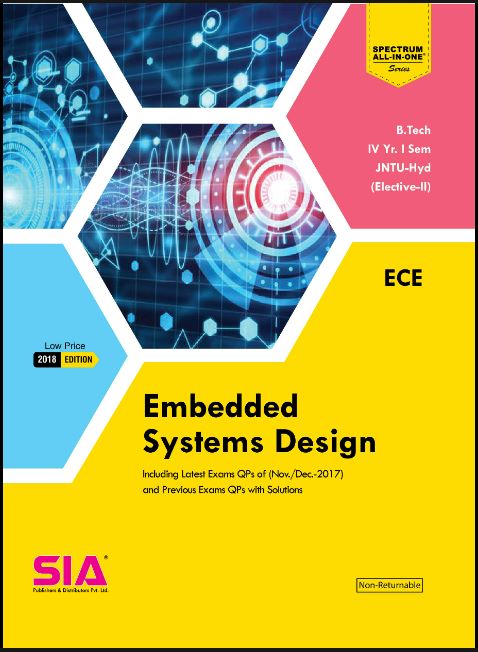 SPECTRUM
ALL-IN-ONE®
Series
B.Tech
IV Yr. I Sem
JNTU-Hyd
(Elective-II)
ECE
Low Price
2018 EDITION
Embedded
Systems Design
Including Latest Exams QPs of (Nov./Dec.-2017)
and Previous Exams QPs with Solutions
SIA®
Publishers & Distributors Pvt. Ltd.
Non-Returnable